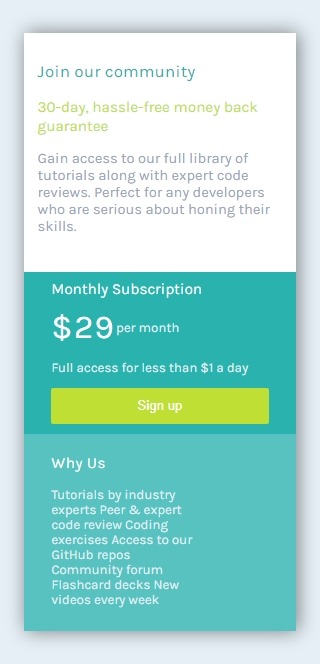 Join our community
30-day, hassle-free money back
guarantee
Gain access to our full library of
tutorials along with expert code
reviews. Perfect for any developers
who are serious about honing their
skills.
Monthly Subscription
$29 per month
Full access for less than $1 a day
Sign up
Why Us
Tutorials by industry
experts Peer & expert
code review Coding
exercises Access to our
GitHub repos
Community forum
Flashcard decks New
videos every week